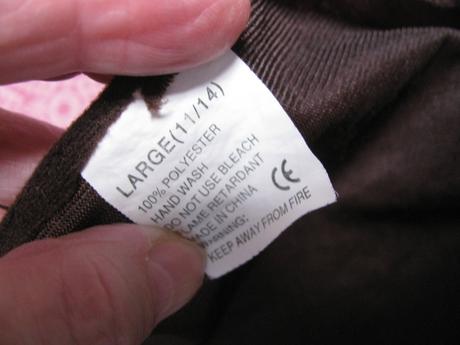 LARGE(11/14)
100% POLYESTER
HAND WASH
DO NOT USE BLEACH
FLAME RETARDANT
MADE IN CHINA
WARNING:
KEEP AWAY FROM FIRE
CE